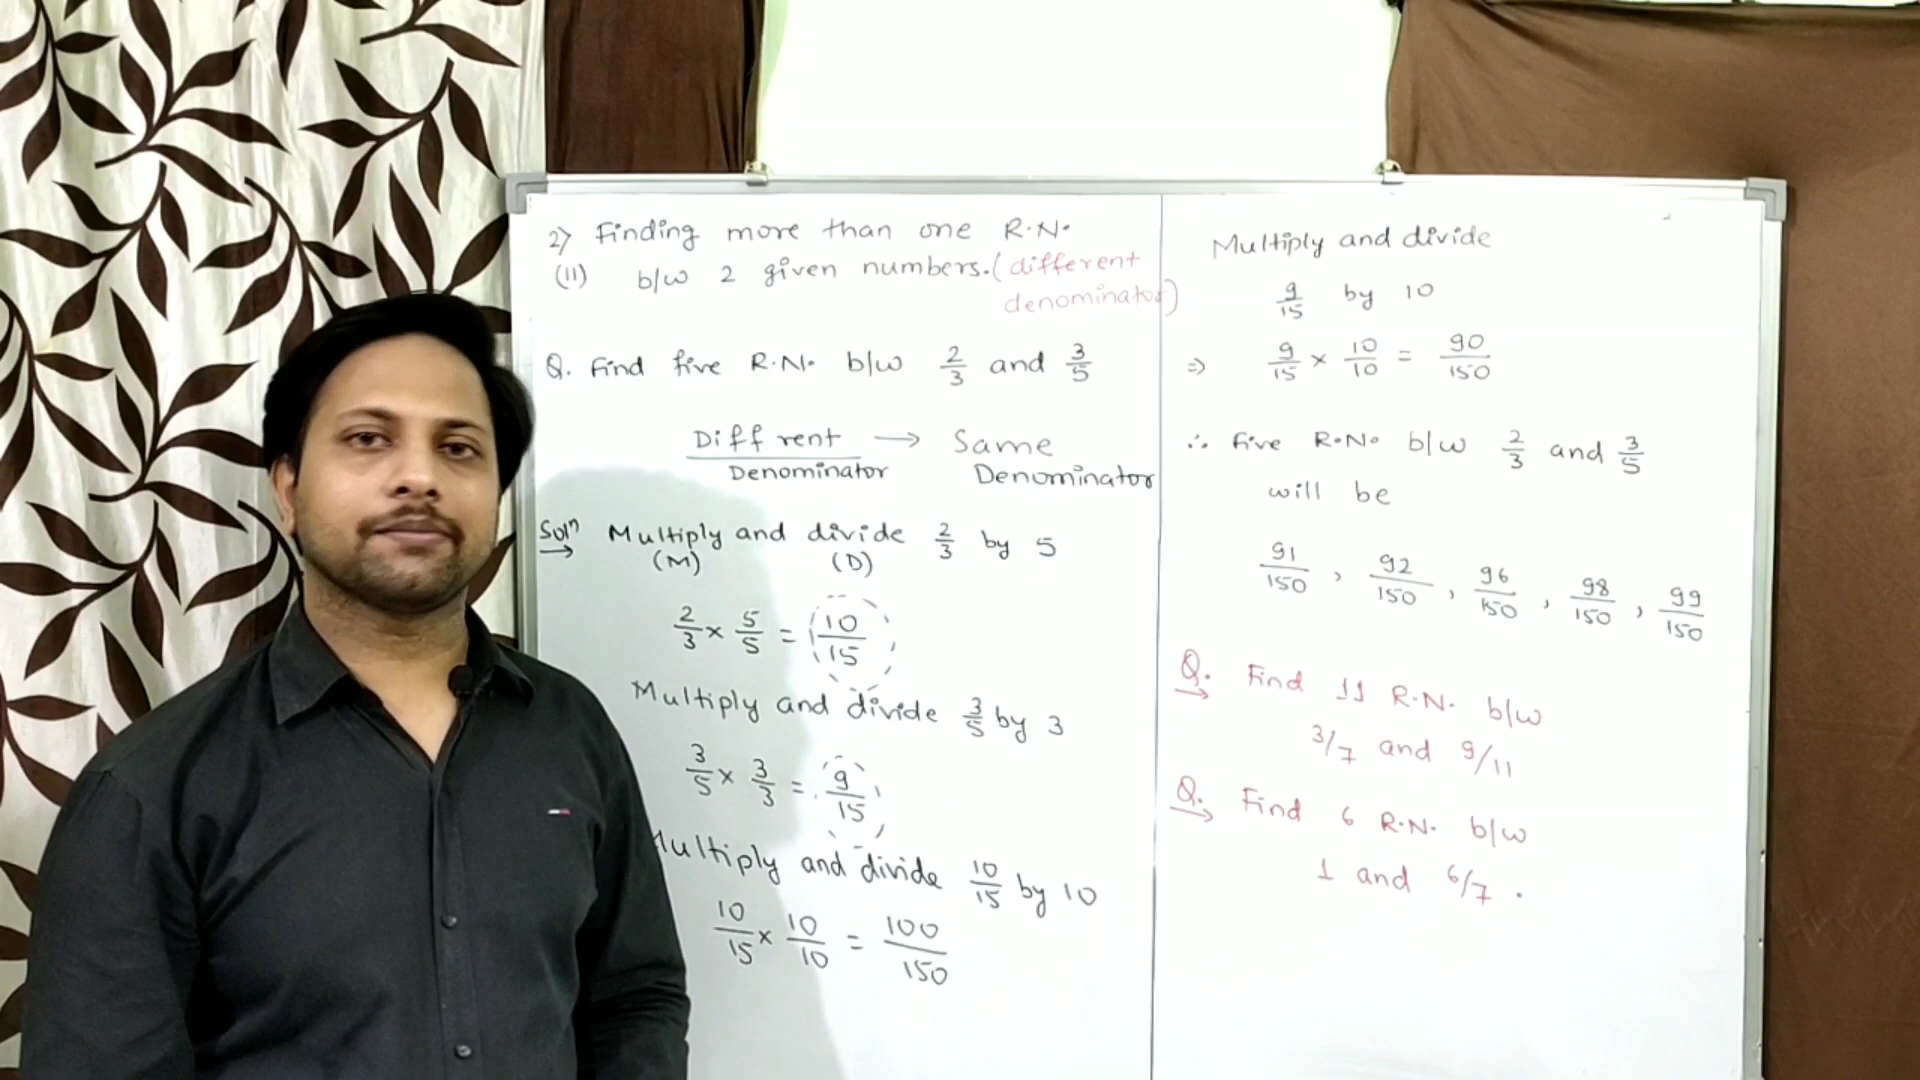 2) Finding more than one R.N.
(II) b/w 2 given numbers. (different
denominator)
Q. Find five R.N. b/w 2/3 and 3/5
Diff rent → Same
Denominator Denominator
Solⁿ Multiply and divide 2/3 by 5
(M) (D)
2/3 × 5/5 = 10/15
Multiply and divide 3/5 by 3
3/5 × 3/3 = 9/15
Multiply and divide 10/15 by 10
10/15 × 10/10 = 100/150
Multiply and divide
9/15 by 10
⇒ 9/15 × 10/10 = 90/150
∴ five R.N. b/w 2/3 and 3/5
will be
91/150, 92/150, 96/150, 98/150, 99/150
Q. Find 11 R.N. b/w
3/7 and 9/11
Q. Find 6 R.N. b/w
1 and 6/7.